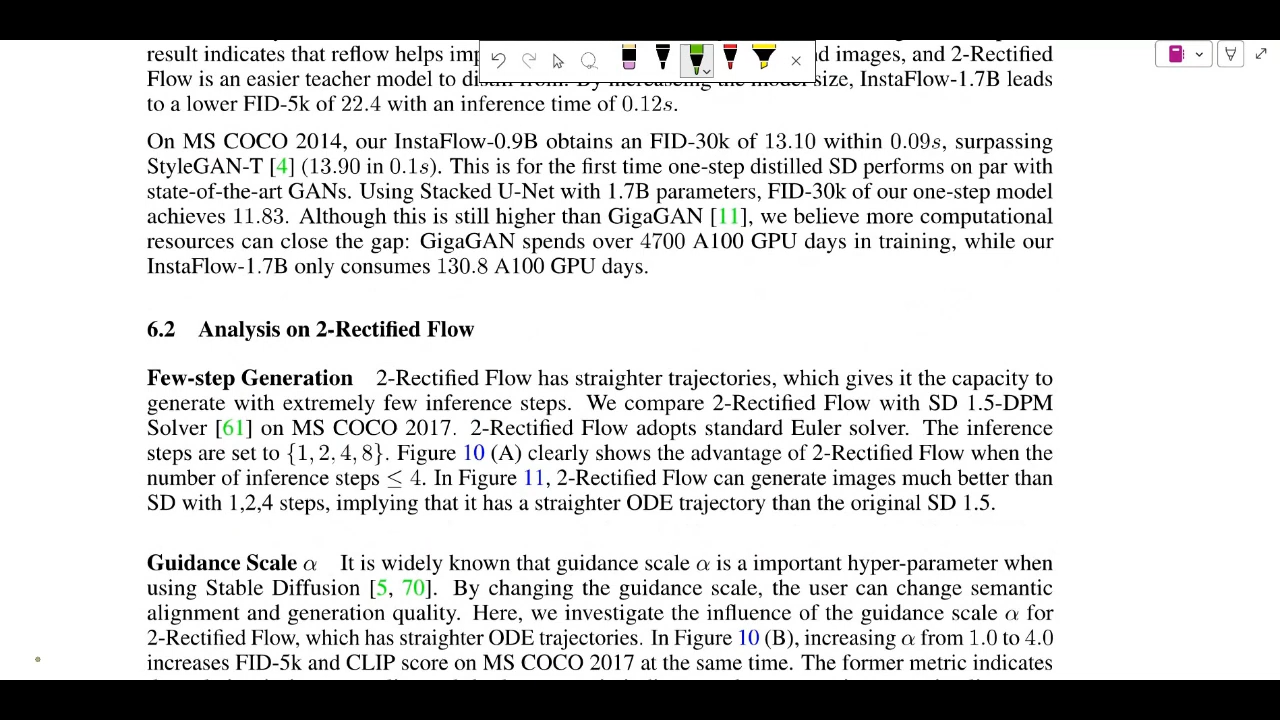 result indicates that reflow helps imp d images, and 2-Rectified
Flow is an easier teacher model to size, InstaFlow-1.7B leads
to a lower FID-5k of 22.4 with an inference time of 0.12s.
On MS COCO 2014, our InstaFlow-0.9B obtains an FID-30k of 13.10 within 0.09s, surpassing
StyleGAN-T [4] (13.90 in 0.1s). This is for the first time one-step distilled SD performs on par with
state-of-the-art GANs. Using Stacked U-Net with 1.7B parameters, FID-30k of our one-step model
achieves 11.83. Although this is still higher than GigaGAN [11], we believe more computational
resources can close the gap: GigaGAN spends over 4700 A100 GPU days in training, while our
InstaFlow-1.7B only consumes 130.8 A100 GPU days.
6.2 Analysis on 2-Rectified Flow
Few-step Generation 2-Rectified Flow has straighter trajectories, which gives it the capacity to
generate with extremely few inference steps. We compare 2-Rectified Flow with SD 1.5-DPM
Solver [61] on MS COCO 2017. 2-Rectified Flow adopts standard Euler solver. The inference
steps are set to {1, 2, 4, 8}. Figure 10 (A) clearly shows the advantage of 2-Rectified Flow when the
number of inference steps ≤ 4. In Figure 11, 2-Rectified Flow can generate images much better than
SD with 1,2,4 steps, implying that it has a straighter ODE trajectory than the original SD 1.5.
Guidance Scale α It is widely known that guidance scale α is a important hyper-parameter when
using Stable Diffusion [5, 70]. By changing the guidance scale, the user can change semantic
alignment and generation quality. Here, we investigate the influence of the guidance scale α for
2-Rectified Flow, which has straighter ODE trajectories. In Figure 10 (B), increasing α from 1.0 to 4.0
increases FID-5k and CLIP score on MS COCO 2017 at the same time. The former metric indicates